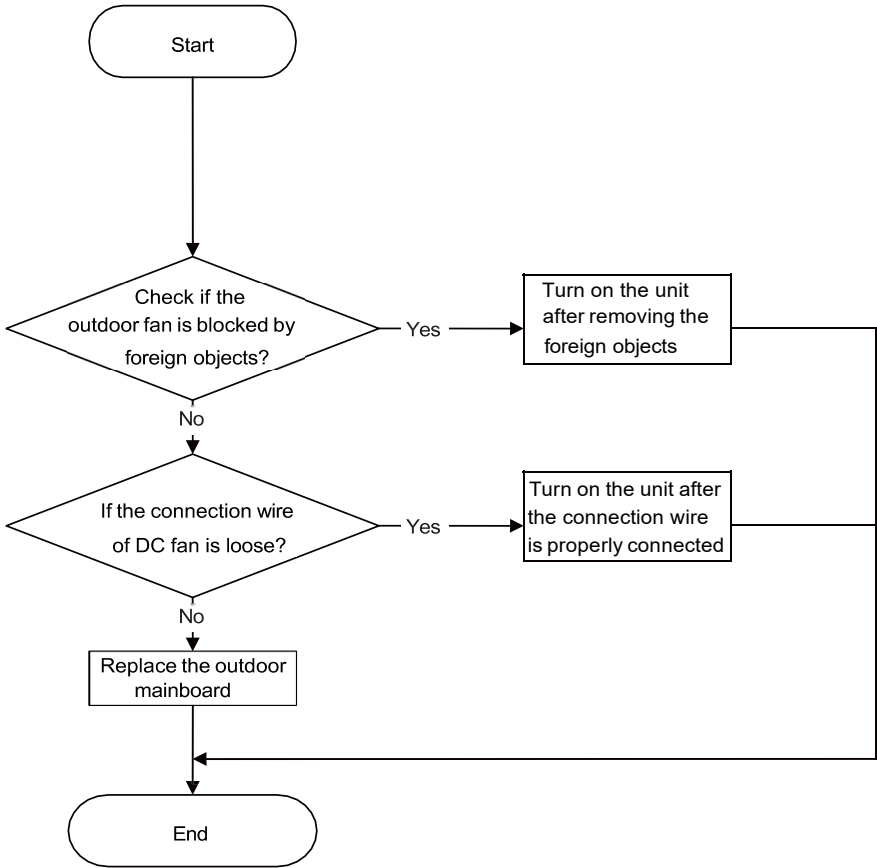 Start
Check if the
outdoor fan is blocked by
foreign objects?
Yes
Turn on the unit
after removing the
foreign objects
No
If the connection wire
of DC fan is loose?
Yes
Turn on the unit after
the connection wire
is properly connected
No
Replace the outdoor
mainboard
End